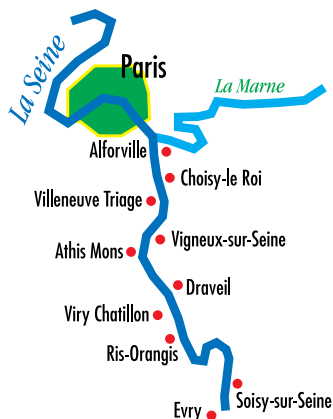 La Seine
Paris
La Marne
Alforville
Choisy-le Roi
Villeneuve Triage
Vigneux-sur-Seine
Athis Mons
Draveil
Viry Chatillon
Ris-Orangis
Soisy-sur-Seine
Evry